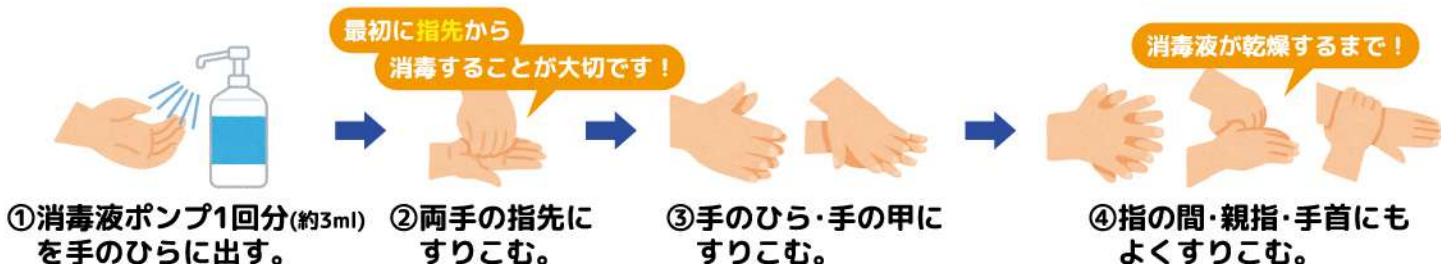 最初に指先から
消毒することが大切です！
消毒液が乾燥するまで！
①消毒液ポンプ1回分(約3ml)
を手のひらに出す。
②両手の指先に
すりこむ。
③手のひら・手の甲に
すりこむ。
④指の間・親指・手首にも
よくすりこむ。